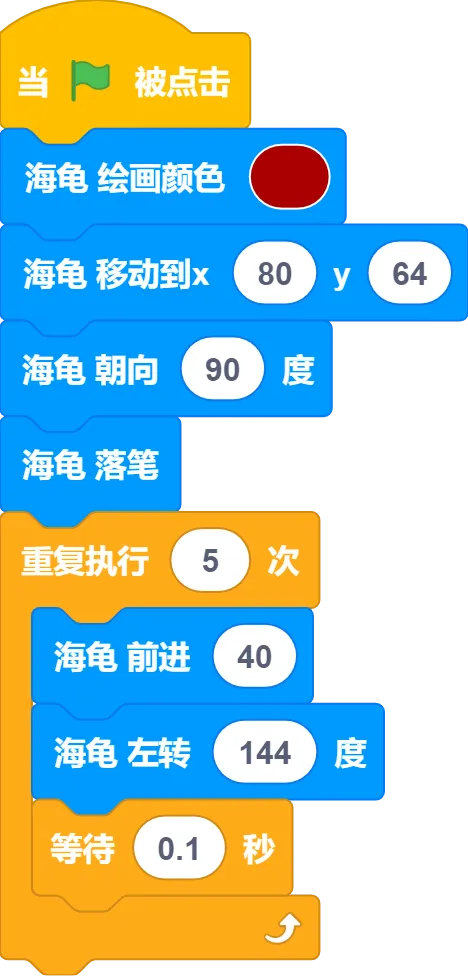 当 被点击
海龟 绘画颜色
海龟 移动到x 80 y 64
海龟 朝向 90 度
海龟 落笔
重复执行 5 次
海龟 前进 40
海龟 左转 144 度
等待 0.1 秒